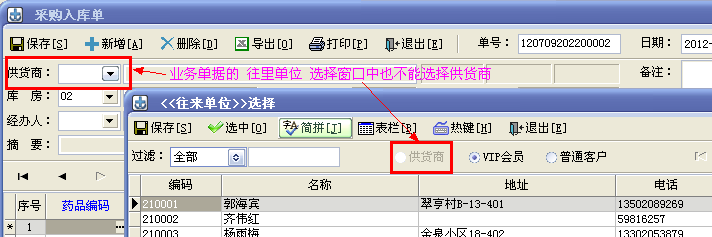 采购入库单
保存[S] 新增[A] 删除[D] 导出[O] 打印[P] 退出[E] 单号: 120709202200002 日期: 2012-
供货商: 业务单据的 往里单位 选择窗口中也不能选择供货商 备注:
库 房: 02
经办人:
摘 要:
序号 药品编码
* 1
<<往来单位>>选择
保存[S] 选中[O] 简拼[J] 表栏[B] 热键[H] 退出[E]
过滤: 全部 供货商 VIP会员 普通客户
编码 名称 地址 电话
210001 郭海宾 翠亨村B-13-401 13502089269
210002 齐伟红 59816257
210003 杨雨梅 金泉小区18-402 13302053879